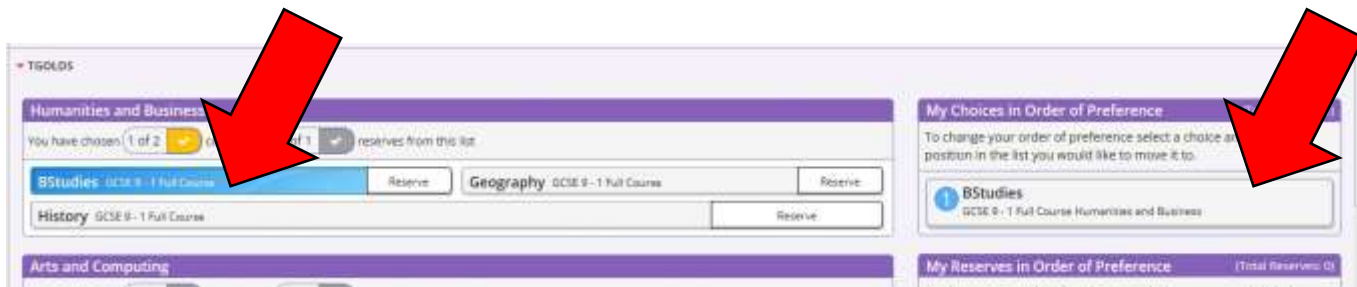 TGOLDS
Humanities and Business
You have chosen 1 of 2
of 1 reserves from this list
BStudies GCSE 9 - 1 Full Course Reserve
Geography GCSE 9 - 1 Full Course Reserve
History GCSE 9 - 1 Full Course Reserve
Arts and Computing
My Choices in Order of Preference
To change your order of preference select a choice
position in the list you would like to move it to.
1 BStudies
GCSE 9 - 1 Full Course Humanities and Business
My Reserves in Order of Preference (Total Reserves: 0)